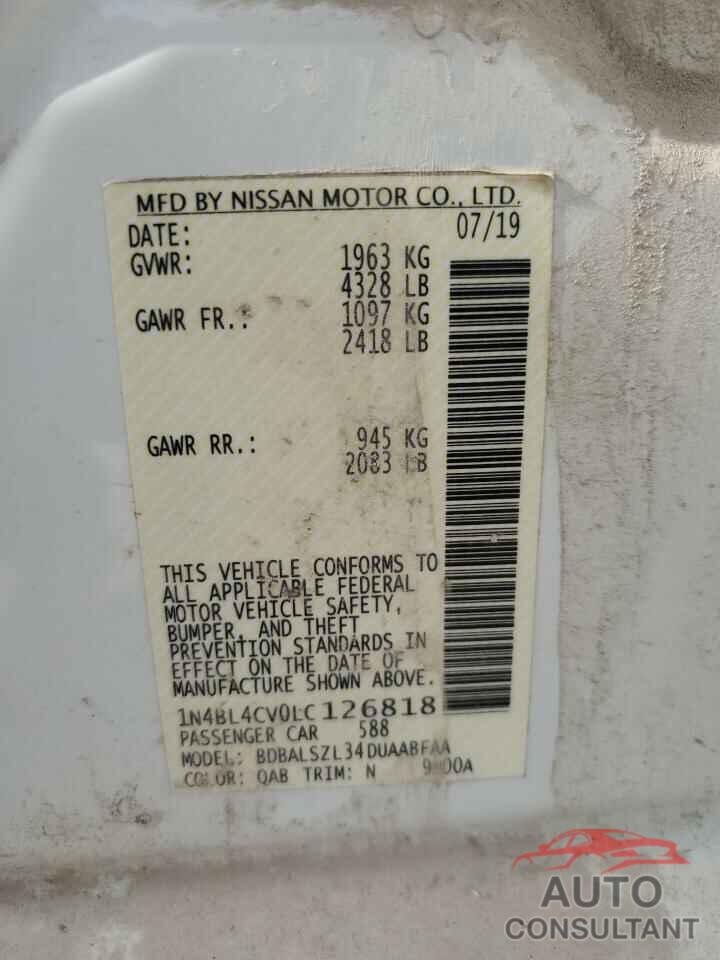 MFD BY NISSAN MOTOR CO., LTD.
DATE: 07/19
GVWR: 1963 KG
4328 LB
GAWR FR.: 1097 KG
2418 LB
GAWR RR.: 945 KG
2083 LB
THIS VEHICLE CONFORMS TO
ALL APPLICABLE FEDERAL
MOTOR VEHICLE SAFETY,
BUMPER, AND THEFT
PREVENTION STANDARDS IN
EFFECT ON THE DATE OF
MANUFACTURE SHOWN ABOVE.
1N4BL4CV0LC126818
PASSENGER CAR 588
MODEL: BDBALSZL34DUAABFAA
COLOR: QAB TRIM: N
AUTO
CONSULTANT